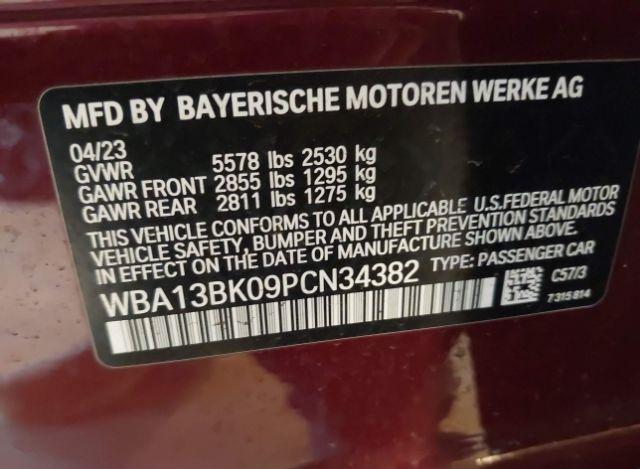 MFD BY BAYERISCHE MOTOREN WERKE AG
04/23
GVWR 5578 lbs 2530 kg
GAWR FRONT 2855 lbs 1295 kg
GAWR REAR 2811 lbs 1275 kg
THIS VEHICLE CONFORMS TO ALL APPLICABLE U.S.FEDERAL MOTOR
VEHICLE SAFETY, BUMPER AND THEFT PREVENTION STANDARDS
IN EFFECT ON THE DATE OF MANUFACTURE SHOWN ABOVE.
WBA13BK09PCN34382 TYPE: PASSENGER CAR
C57/3
7315814